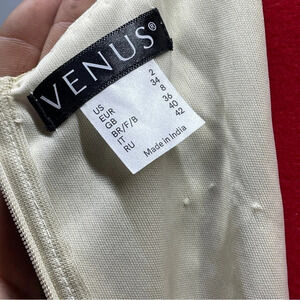 VENUS®
US 2
EUR 34
GB 8
BR/F/B 36
IT 40
RU 42
Made in India